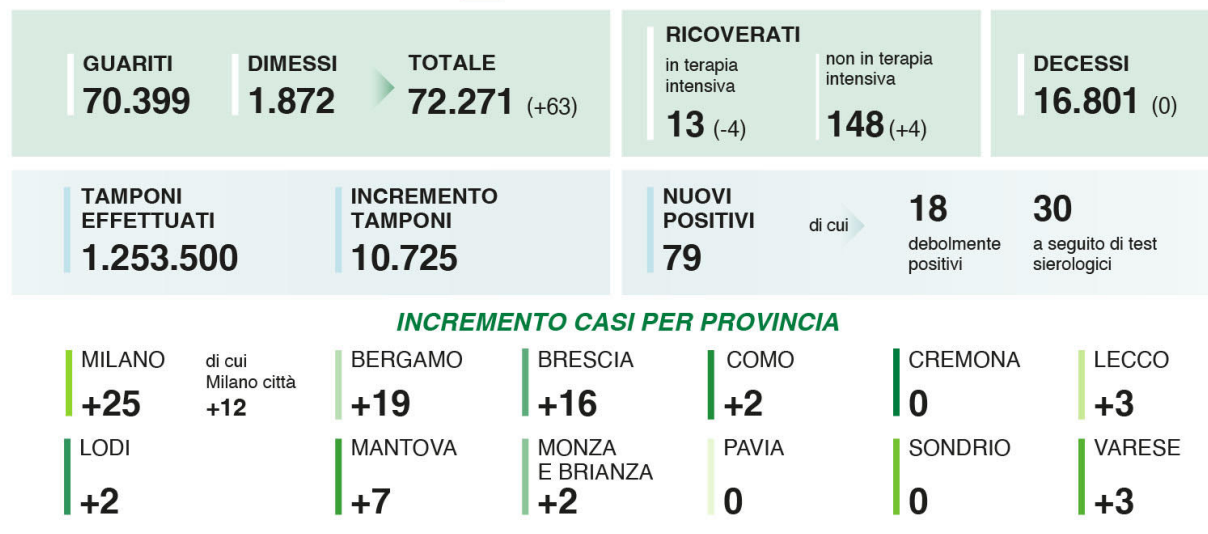 GUARITI
70.399
DIMESSI
1.872
TOTALE
72.271 (+63)
RICOVERATI
in terapia
intensiva
13 (-4)
non in terapia
intensiva
148 (+4)
DECESSI
16.801 (0)
TAMPONI
EFFETTUATI
1.253.500
INCREMENTO
TAMPONI
10.725
NUOVI
POSITIVI
79
di cui
18
debolmente
positivi
30
a seguito di test
sierologici
INCREMENTO CASI PER PROVINCIA
MILANO
+25
di cui
Milano città
+12
BERGAMO
+19
BRESCIA
+16
COMO
+2
CREMONA
0
LECCO
+3
LODI
+2
MANTOVA
+7
MONZA
E BRIANZA
+2
PAVIA
0
SONDRIO
0
VARESE
+3